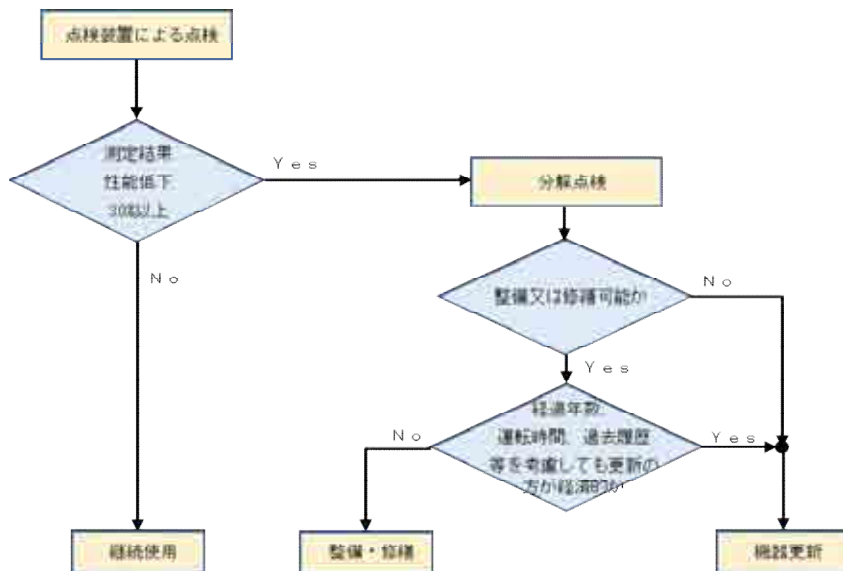 点検装置による点検
測定結果
性能低下
30%以上
Yes
分解点検
No
整備又は修繕可能か
No
Yes
経過年数、
運転時間、過去履歴
等を考慮しても更新の
方が経済的か
No
Yes
継続使用
整備・修繕
機器更新